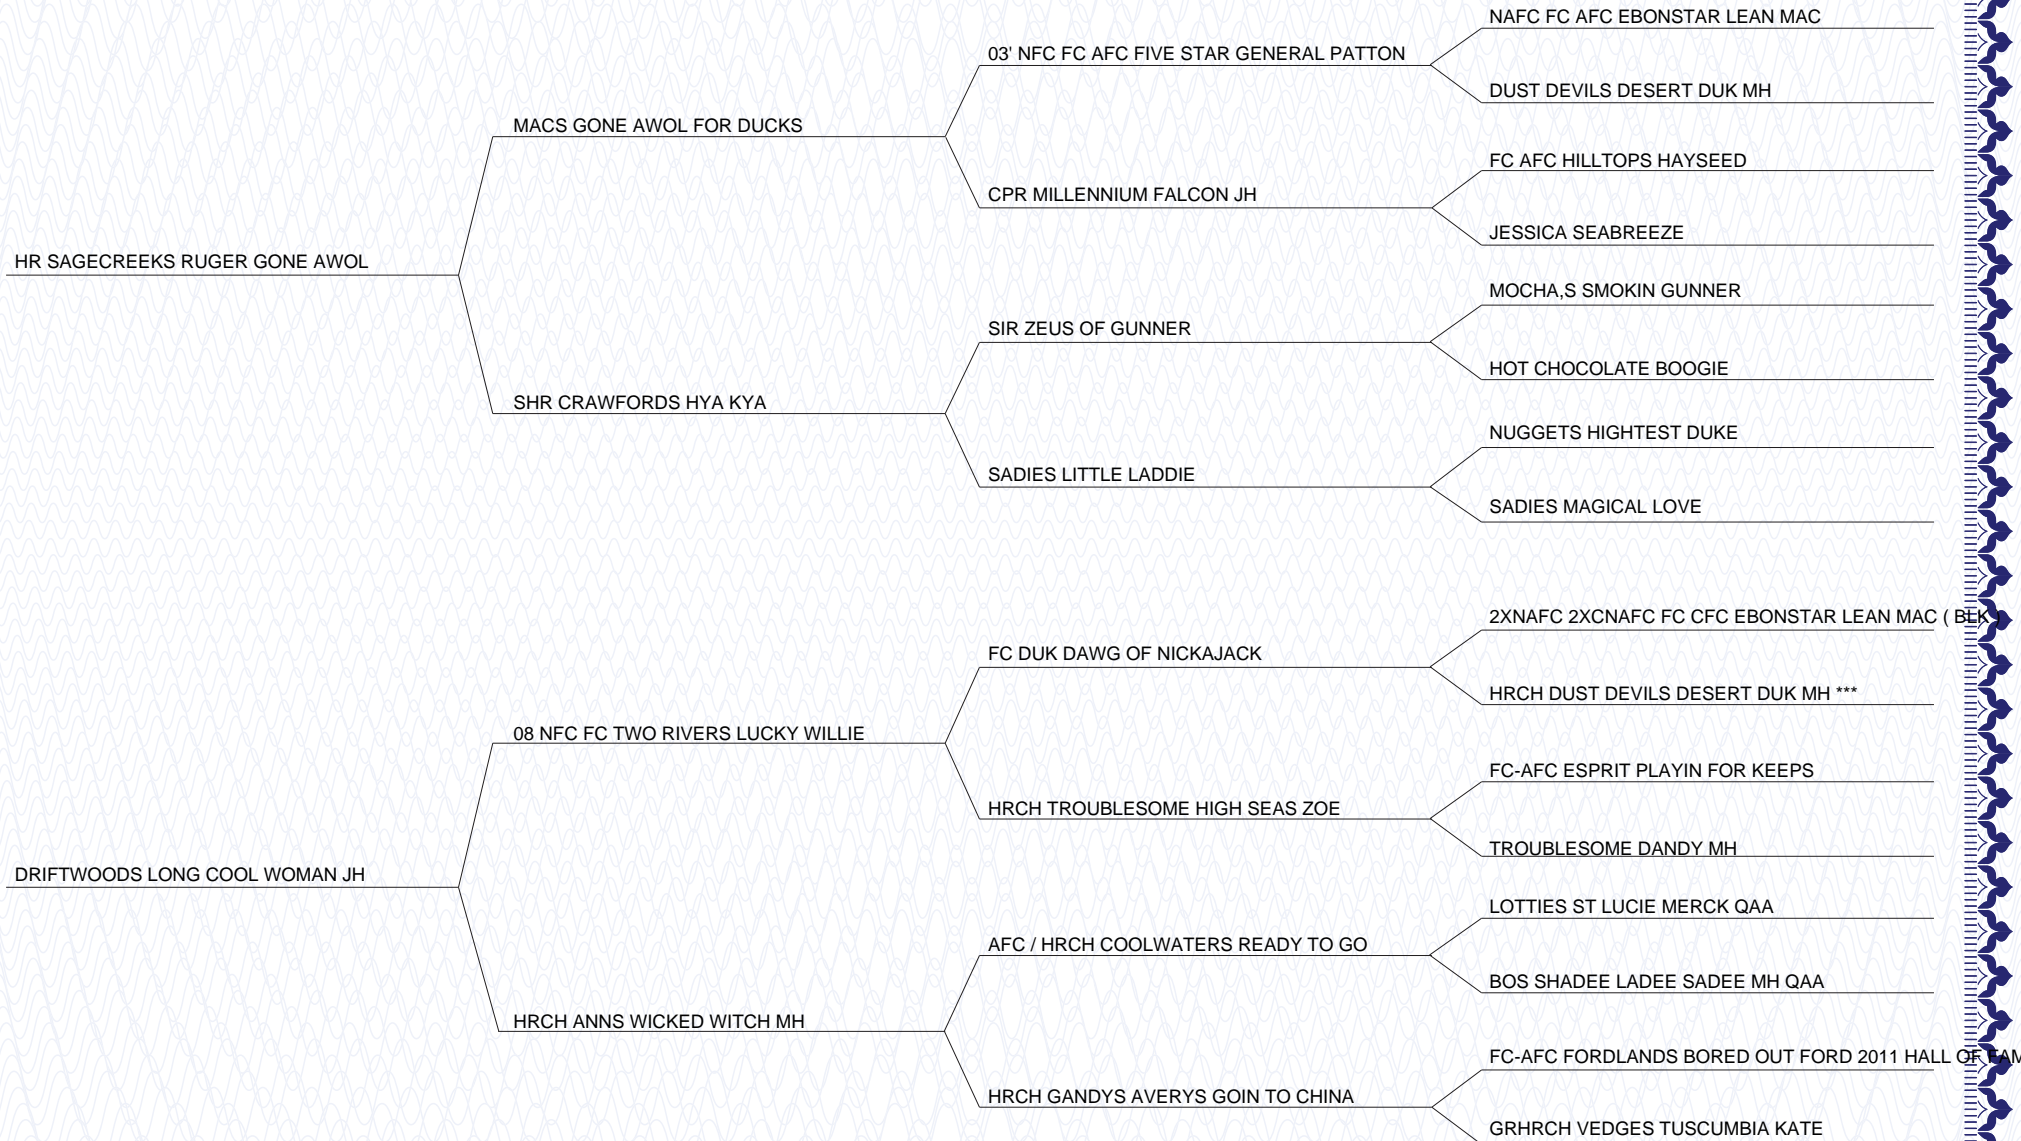 NAFC FC AFC EBONSTAR LEAN MAC
03' NFC FC AFC FIVE STAR GENERAL PATTON
DUST DEVILS DESERT DUK MH
MACS GONE AWOL FOR DUCKS
FC AFC HILLTOPS HAYSEED
CPR MILLENNIUM FALCON JH
JESSICA SEABREEZE
HR SAGECREEKS RUGER GONE AWOL
MOCHA,S SMOKIN GUNNER
SIR ZEUS OF GUNNER
HOT CHOCOLATE BOOGIE
SHR CRAWFORDS HYA KYA
NUGGETS HIGHTEST DUKE
SADIES LITTLE LADDIE
SADIES MAGICAL LOVE
2XNAFC 2XCNAFC FC CFC EBONSTAR LEAN MAC ( BLK )
FC DUK DAWG OF NICKAJACK
HRCH DUST DEVILS DESERT DUK MH ***
08 NFC FC TWO RIVERS LUCKY WILLIE
FC-AFC ESPRIT PLAYIN FOR KEEPS
HRCH TROUBLESOME HIGH SEAS ZOE
TROUBLESOME DANDY MH
DRIFTWOODS LONG COOL WOMAN JH
LOTTIES ST LUCIE MERCK QAA
AFC / HRCH COOLWATERS READY TO GO
BOS SHADEE LADEE SADEE MH QAA
HRCH ANNS WICKED WITCH MH
FC-AFC FORDLANDS BORED OUT FORD 2011 HALL OF FAM
HRCH GANDYS AVERYS GOIN TO CHINA
GRHRCH VEDGES TUSCUMBIA KATE